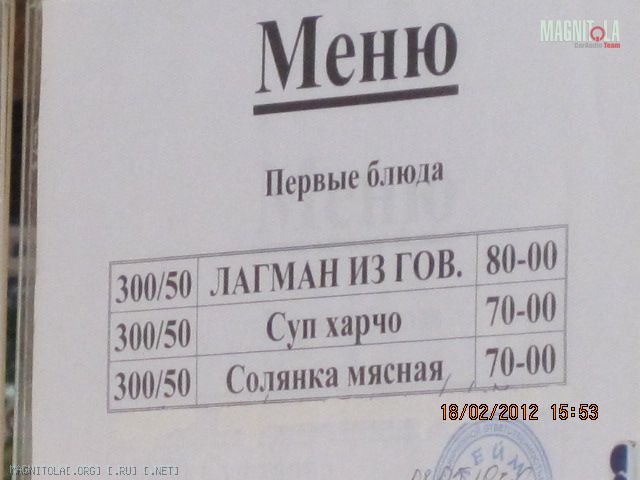 MAGNITOLA
CarAudio Team
Меню
Первые блюда
300/50 ЛАГМАН ИЗ ГОВ. 80-00
300/50 Суп харчо 70-00
300/50 Солянка мясная 70-00
18/02/2012 15:53
MAGNITOLA[.ORG] [.RU] [.NET]